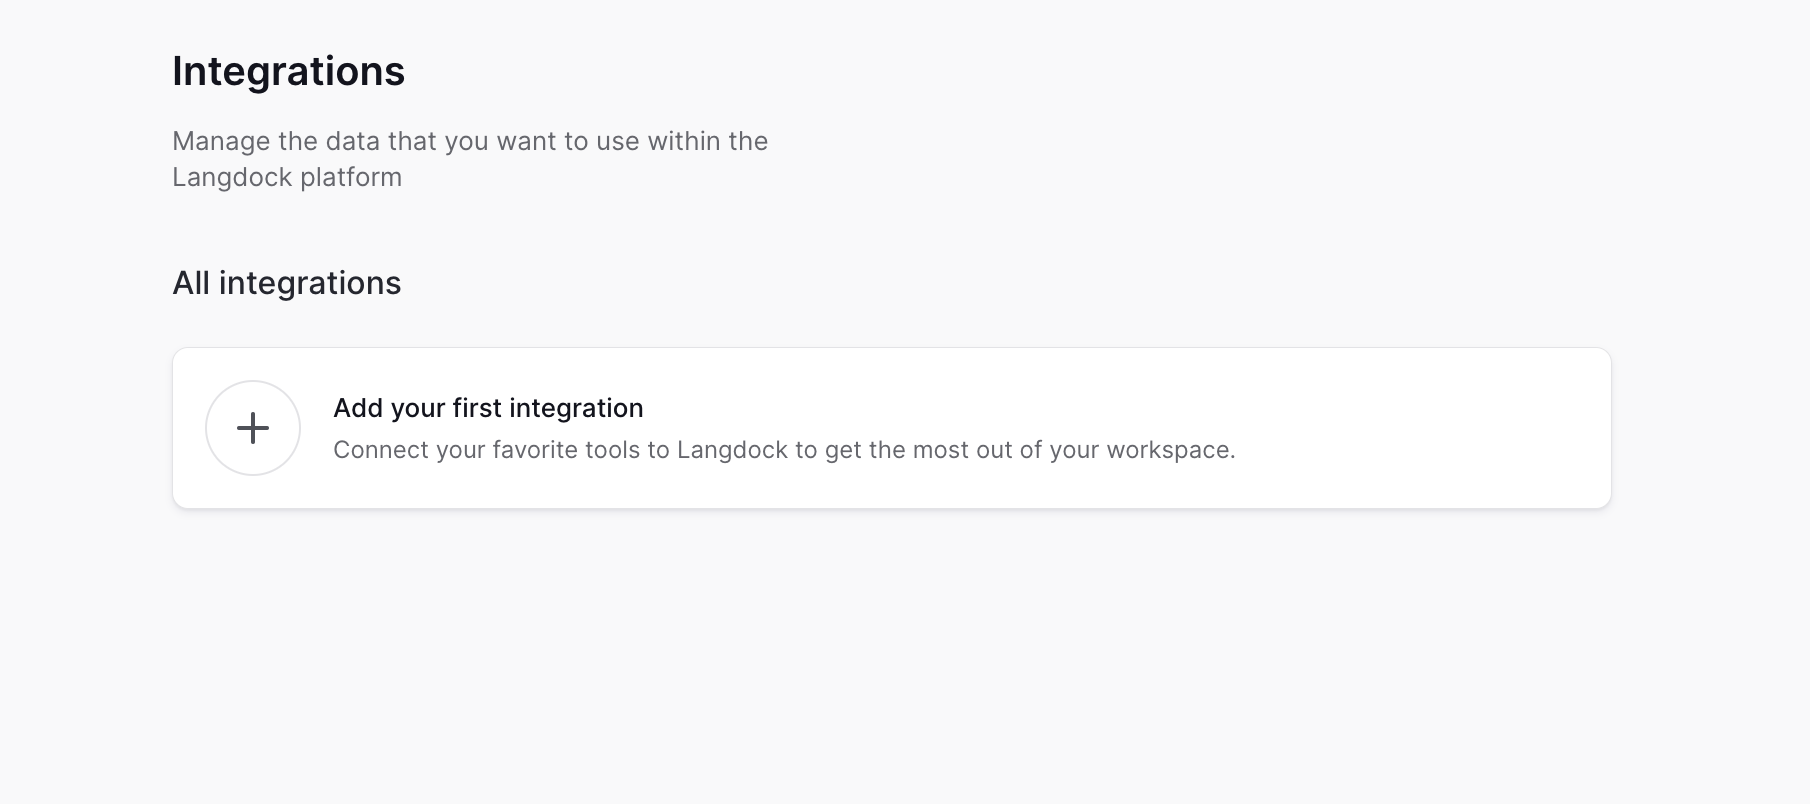 Integrations
Manage the data that you want to use within the
Langdock platform
All integrations
Add your first integration
Connect your favorite tools to Langdock to get the most out of your workspace.